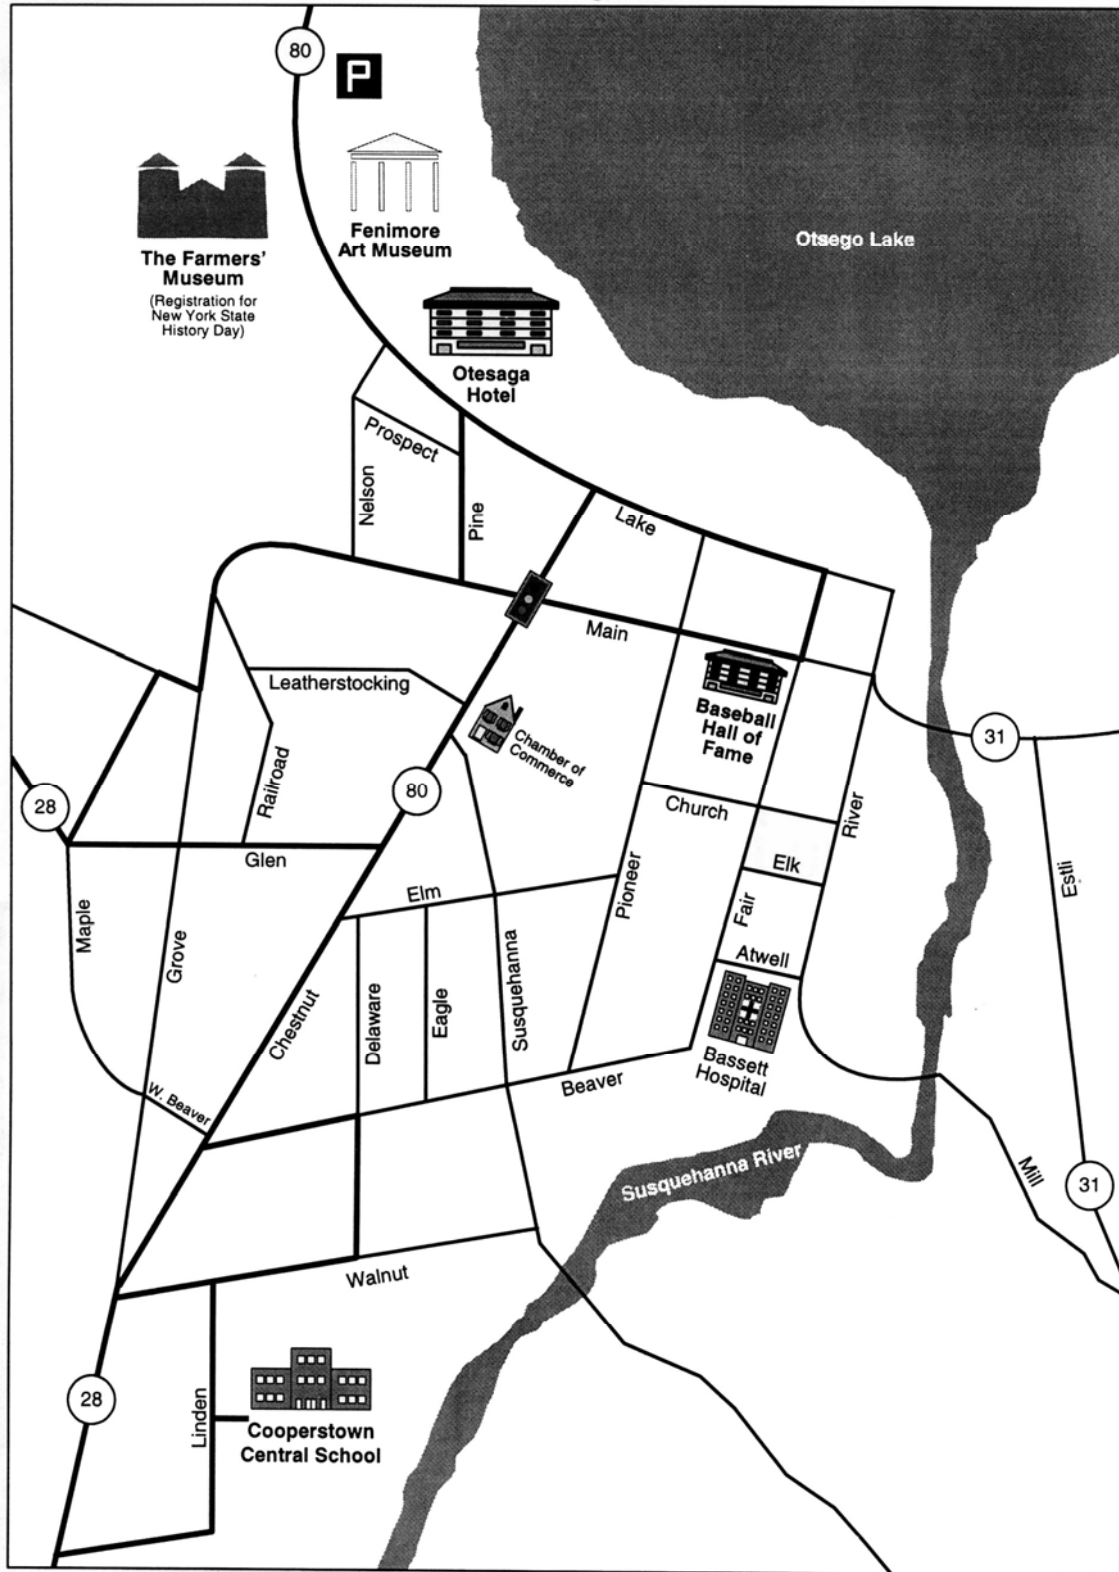 80
P
The Farmers'
Museum
(Registration for
New York State
History Day)
Fenimore
Art Museum
Otsego Lake
Otesaga
Hotel
Prospect
Nelson
Pine
Lake
Main
Leatherstocking
Baseball
Hall of
Fame
Chamber of
Commerce
31
Railroad
80
28
Church
River
Glen
Elk
Estli
Pioneer
Elm
Maple
Fair
Grove
Atwell
Susquehanna
Eagle
Delaware
Chestnut
Bassett
Hospital
Beaver
W. Beaver
Susquehanna River
Mill
31
Walnut
28
Linden
Cooperstown
Central School